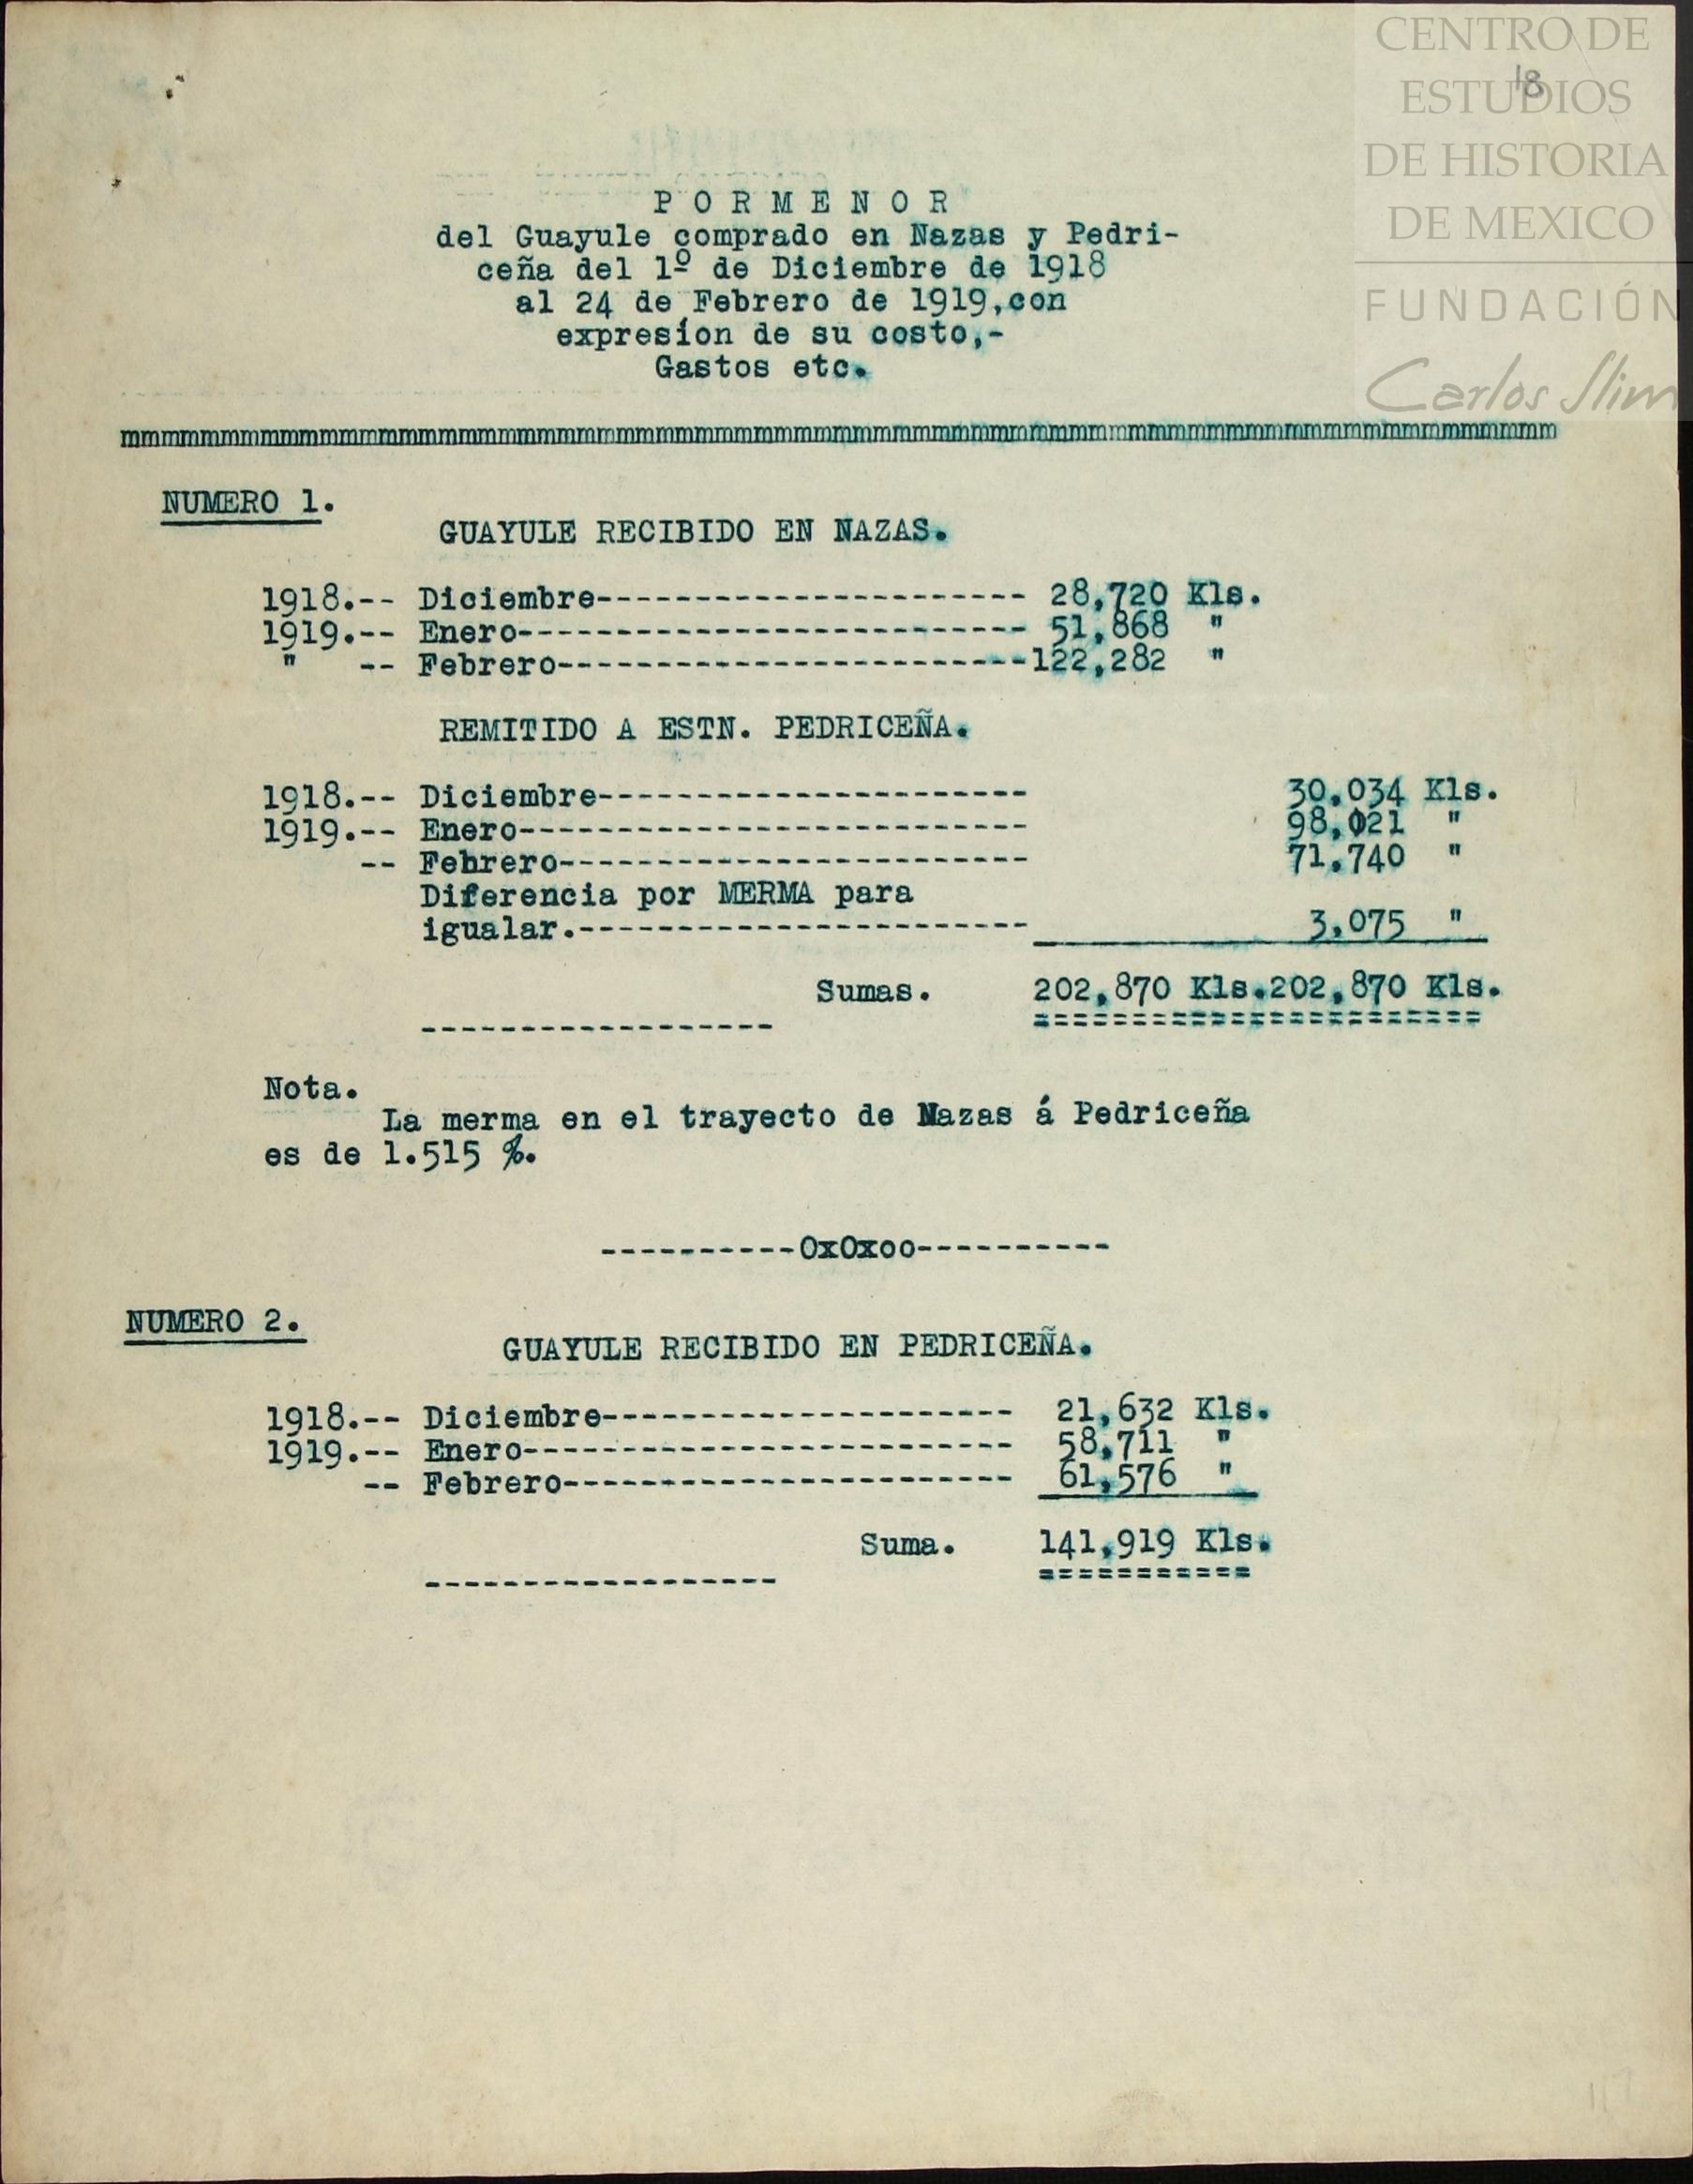 CENTRO DE
ESTUDIOS
DE HISTORIA
DE MEXICO
FUNDACIÓN
Carlos Slim
18
P O R M E N O R
del Guayule comprado en Nazas y Pedri-
ceña del 1º de Diciembre de 1918
al 24 de Febrero de 1919,con
expresíon de su costo,-
Gastos etc.
mmmmmmmmmmmmmmmmmmmmmmmmmmmmmmmmmmmmmmmmmmmmmmmmmmmmmmmmmmmmmmmmmmmmmmmm
NUMERO 1.
GUAYULE RECIBIDO EN NAZAS.
1918.-- Diciembre---------------------- 28,720 Kls.
1919.-- Enero-------------------------- 51,868 "
" -- Febrero------------------------122,282 "
REMITIDO A ESTN. PEDRICEÑA.
1918.-- Diciembre---------------------- 30,034 Kls.
1919.-- Enero-------------------------- 98,021 "
-- Febrero------------------------ 71.740 "
Diferencia por MERMA para
igualar.----------------------- 3,075 "
Sumas. 202,870 Kls.202,870 Kls.
------------------ =======================
Nota.
La merma en el trayecto de Nazas á Pedriceña
es de 1.515 %.
----------OxOxoo----------
NUMERO 2.
GUAYULE RECIBIDO EN PEDRICEÑA.
1918.-- Diciembre--------------------- 21,632 Kls.
1919.-- Enero------------------------- 58,711 "
-- Febrero----------------------- 61,576 "
Suma. 141,919 Kls.
------------------ ===========